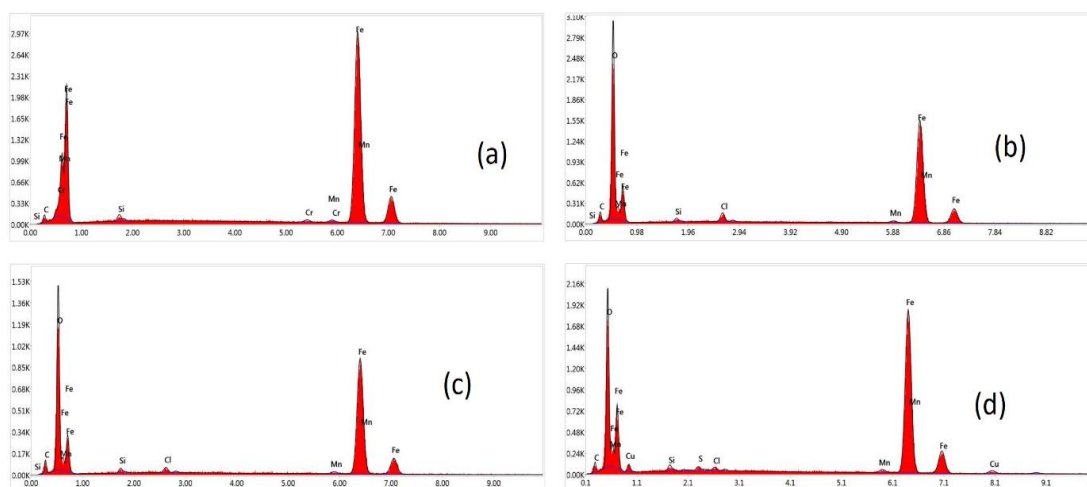 Fe
2.97K
2.64K
2.31K
Fe
1.98K
Fe
1.65K
1.32K
Fe
Mn
0.99K
Mn
0.66K
Cr
Mn
Fe
0.33K
Si
C
Si
Cr
Cr
0.00K
0.00
1.00
2.00
3.00
4.00
5.00
6.00
7.00
8.00
9.00
(a)
3.10K
2.79K
O
2.48K
2.17K
1.86K
1.55K
Fe
1.24K
Fe
0.93K
Fe
Mn
0.62K
Fe
0.31K
Mn
Fe
Si
C
Si
Cl
Mn
0.00K
0.00
0.98
1.96
2.94
3.92
4.90
5.88
6.86
7.84
8.82
(b)
1.53K
1.36K
1.19K
O
1.02K
Fe
0.85K
0.68K
Fe
0.51K
Fe
Mn
0.34K
Fe
0.17K
Mn
Fe
Si
C
Si
Cl
Mn
0.00K
0.00
1.00
2.00
3.00
4.00
5.00
6.00
7.00
8.00
9.00
(c)
2.16K
1.92K
O
Fe
1.68K
1.44K
1.20K
0.96K
Fe
Mn
0.72K
Fe
0.48K
Fe
Mn
Fe
0.24K
C
Cu
Si
S
Cl
Mn
Cu
0.00K
0.1
1.1
2.1
3.1
4.1
5.1
6.1
7.1
8.1
9.1
(d)